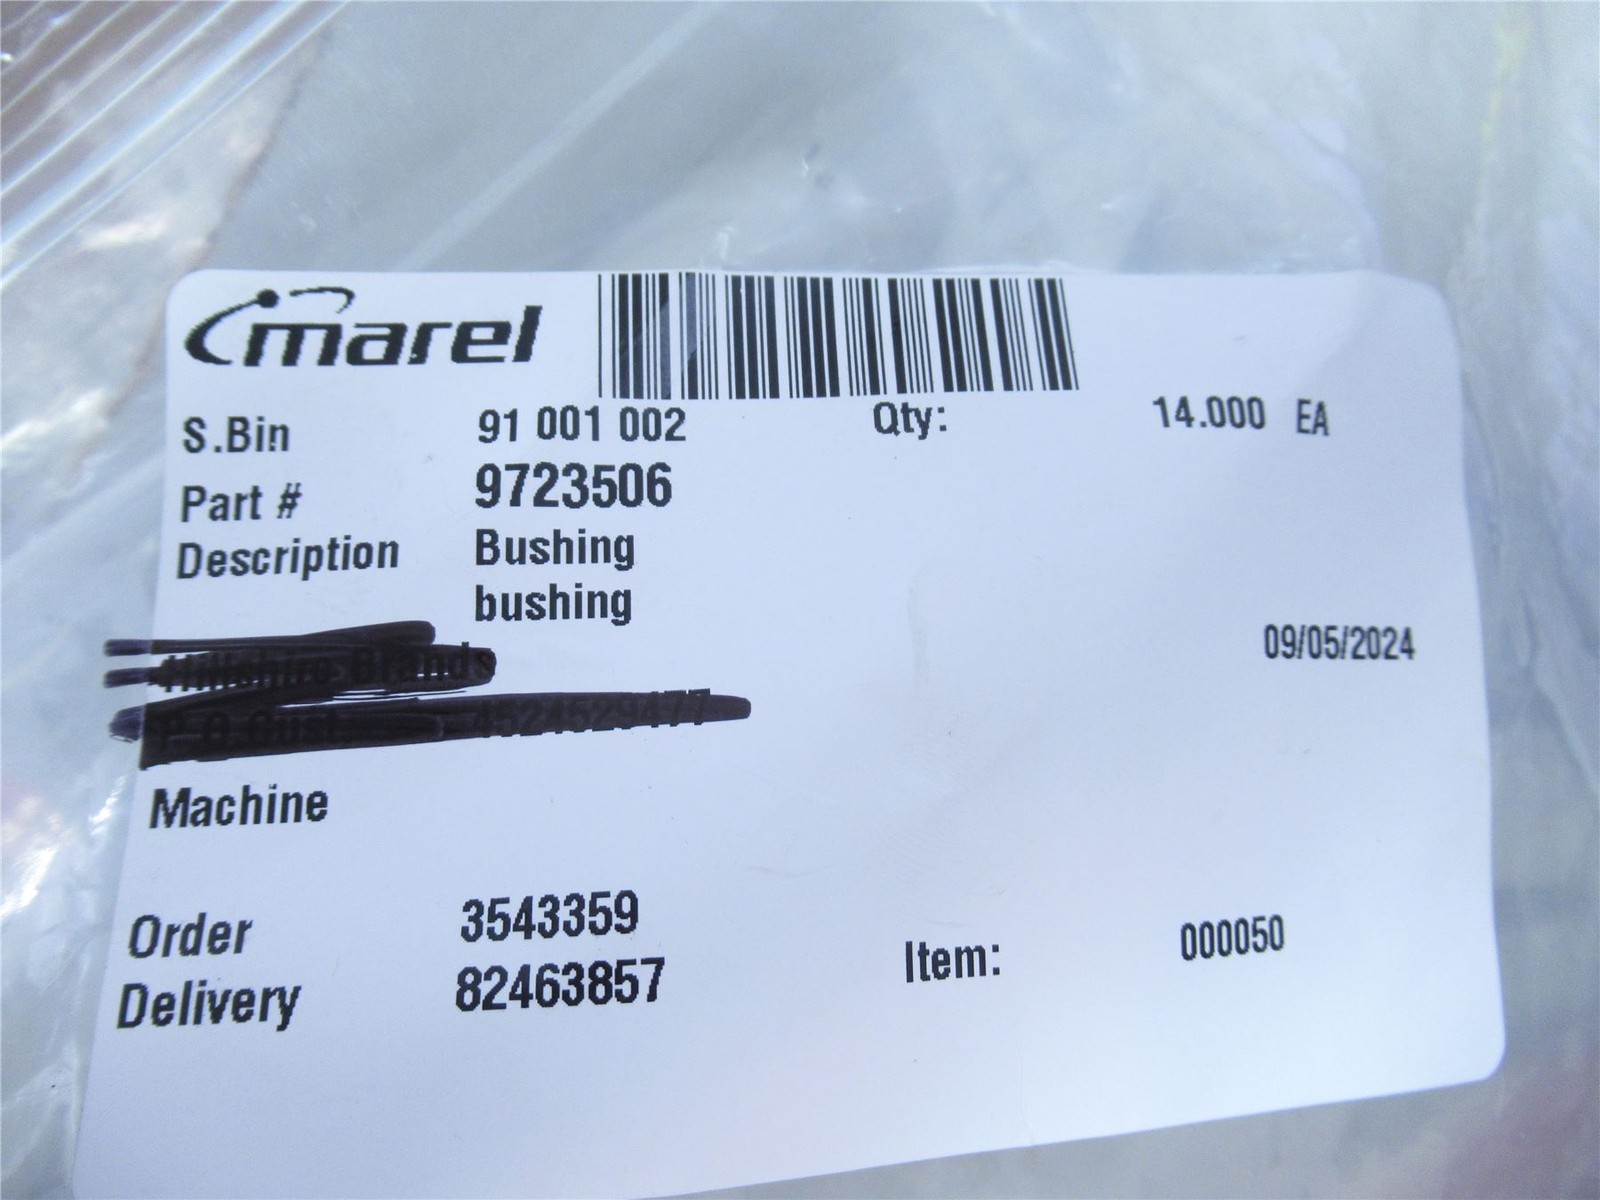 marel
S.Bin 91 001 002 Qty: 14.000 EA
Part # 9723506
Description Bushing
bushing
09/05/2024
Machine
Order 3543359
Delivery 82463857 Item: 000050